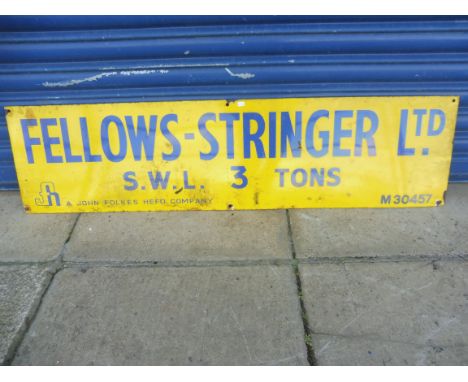 FELLOWS-STRINGER LTD.
S.W.L. 3 TONS
A JOHN FOLKES HEFO COMPANY
M30457